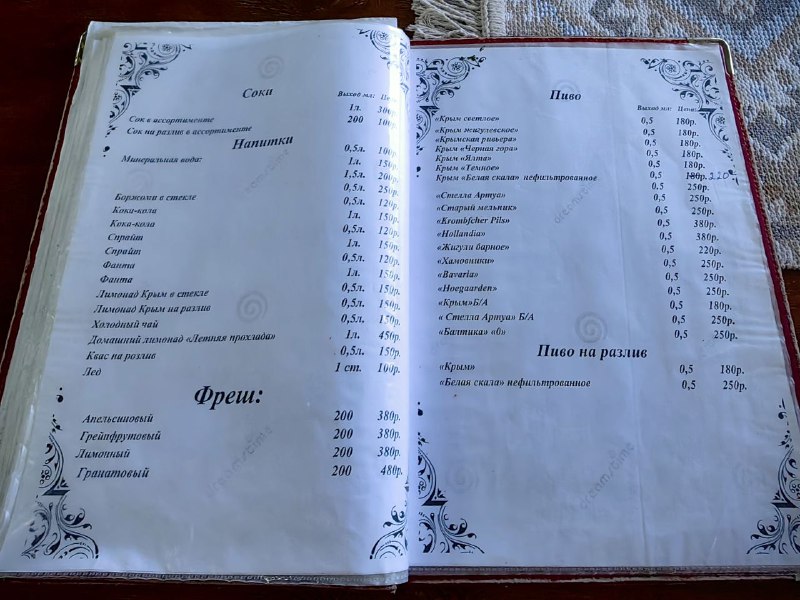 Соки
Выход мл: Цена:
Сок в ассортименте 1л. 300р.
Сок на разлив в ассортименте 200 100р.
Напитки
Минеральная вода: 0,5л. 100р.
1л. 150р.
1,5л. 200р.
Боржоми в стекле 0,5л. 250р.
Кока-кола 0,5л. 120р.
Кока-кола 1л. 150р.
Спрайт 0,5л. 120р.
Спрайт 1л. 150р.
Фанта 0,5л. 120р.
Фанта 1л. 150р.
Лимонад Крым в стекле 0,5л. 150р.
Лимонад Крым на разлив 0,5л. 150р.
Холодный чай 0,5л. 150р.
Домашний лимонад «Летняя прохлада» 1л. 450р.
Квас на розлив 0,5л. 150р.
Лед 1 ст. 100р.
Фреш:
Апельсиновый 200 380р.
Грейпфрутовый 200 380р.
Лимонный 200 380р.
Гранатовый 200 480р.
Пиво
Выход мл: Цена:
«Крым светлое» 0,5 180р.
«Крым жигулевское» 0,5 180р.
«Крымская ривьера» 0,5 180р.
Крым «Черная гора» 0,5 180р.
Крым «Ялта» 0,5 180р.
Крым «Темное» 0,5 180р.
Крым «Белая скала» нефильтрованное 0,5 180р. 220
«Стелла Артуа» 0,5 250р.
«Старый мельник» 0,5 250р.
«Krombfcher Pils» 0,5 380р.
«Hollandia» 0,5 380р.
«Жигули барное» 0,5 220р.
«Хамовники» 0,5 250р.
«Bavaria» 0,5 250р.
«Hoegaarden» 0,5 250р.
«Крым»Б/А 0,5 180р.
« Стелла Артуа» Б/А 0,5 250р.
«Балтика» «0» 0,5 250р.
Пиво на разлив
«Крым» 0,5 180р.
«Белая скала» нефильтрованное 0,5 250р.